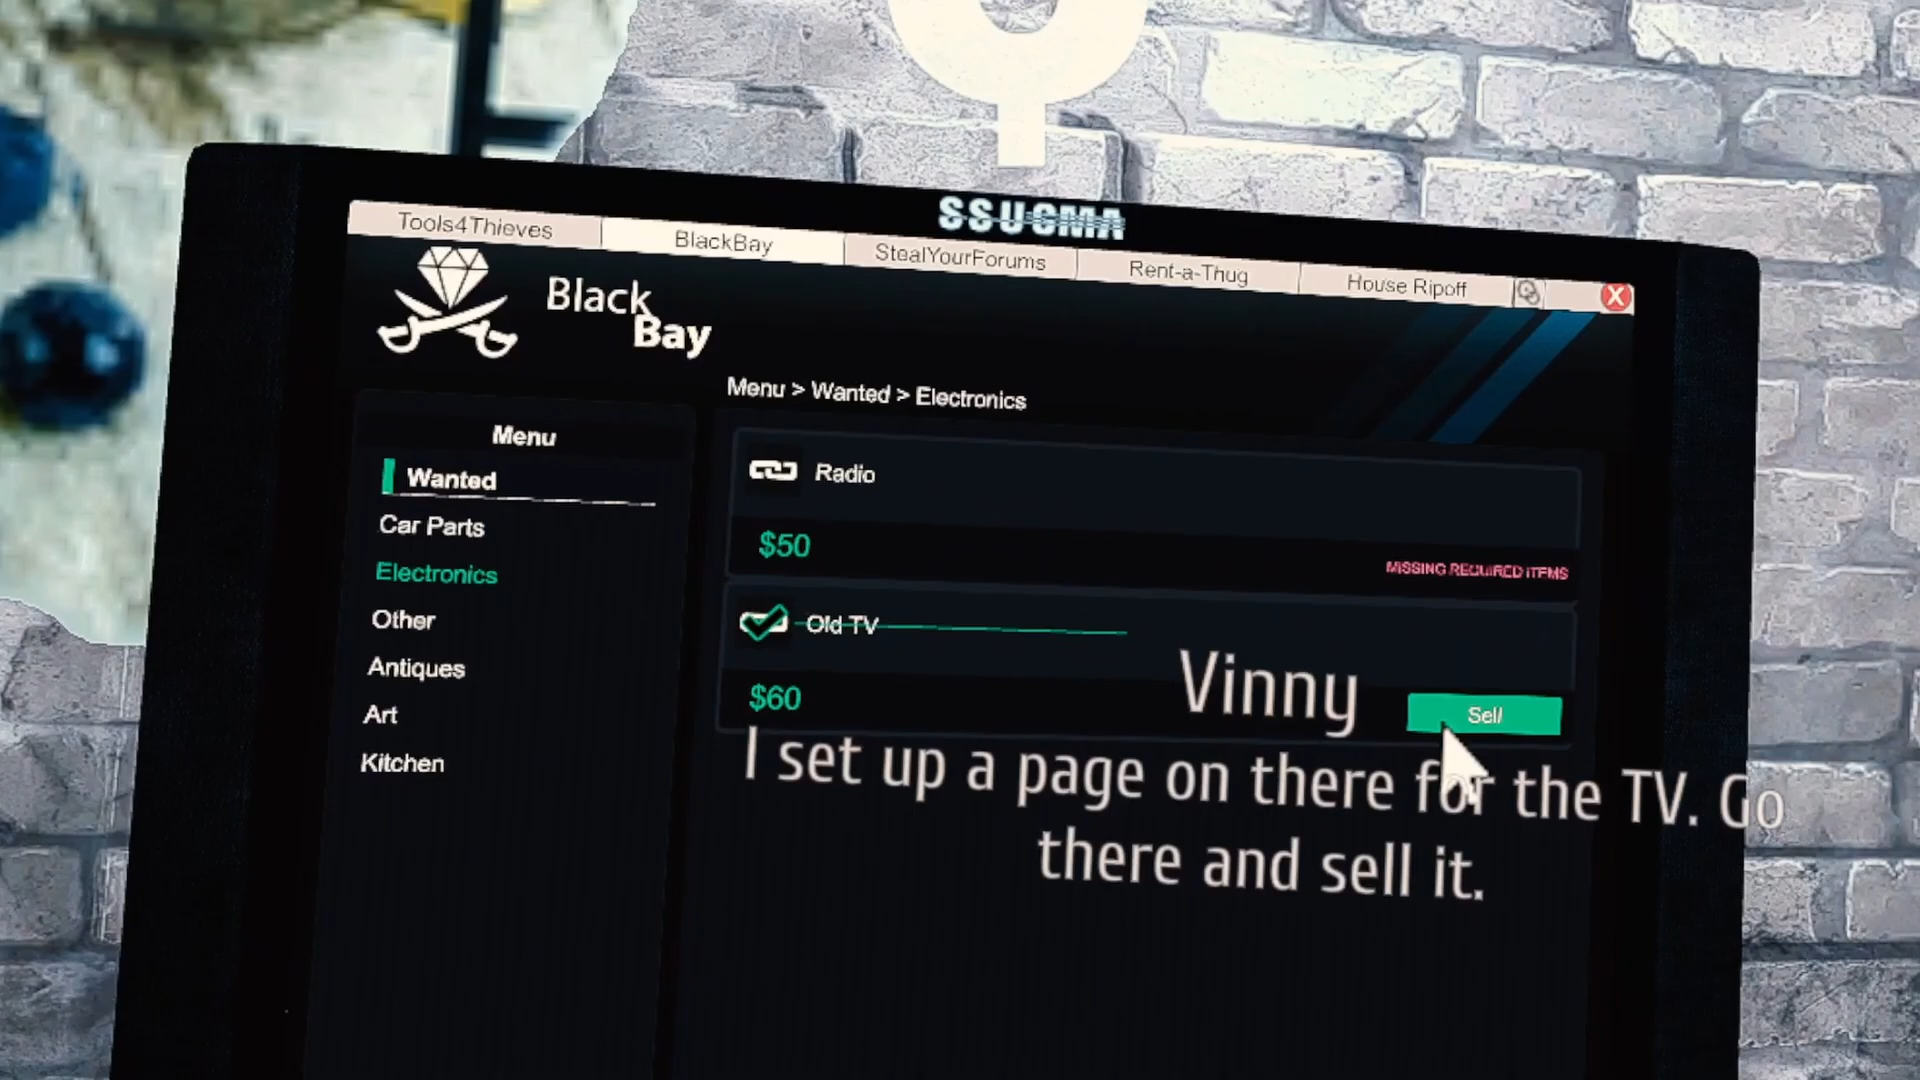 SSUGMA
Tools4Thieves
BlackBay
StealYourForums
Rent-a-Thug
House Ripoff
Black
Bay
Menu > Wanted > Electronics
Menu
Wanted
Car Parts
Electronics
Other
Antiques
Art
Kitchen
Radio
$50
MISSING REQUIRED ITEMS
Old TV
$60
Sell
Vinny
I set up a page on there for the TV. Go
there and sell it.